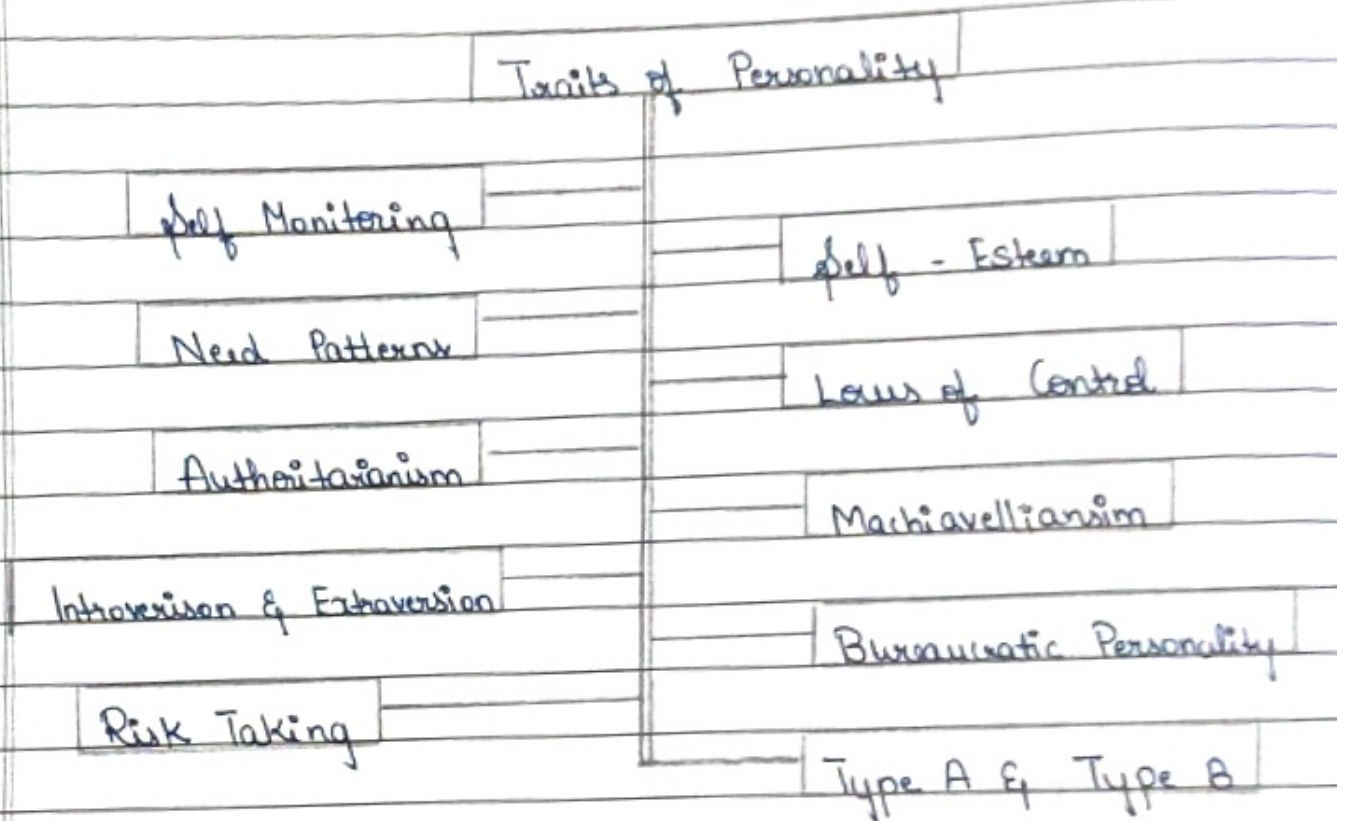 Traits of Personality
Self Monitoring
Self - Esteem
Need Patterns
Locus of Control
Authoritarianism
Machiavelliansim
Introverison & Extraversion
Bureaucratic Personality
Risk Taking
Type A & Type B